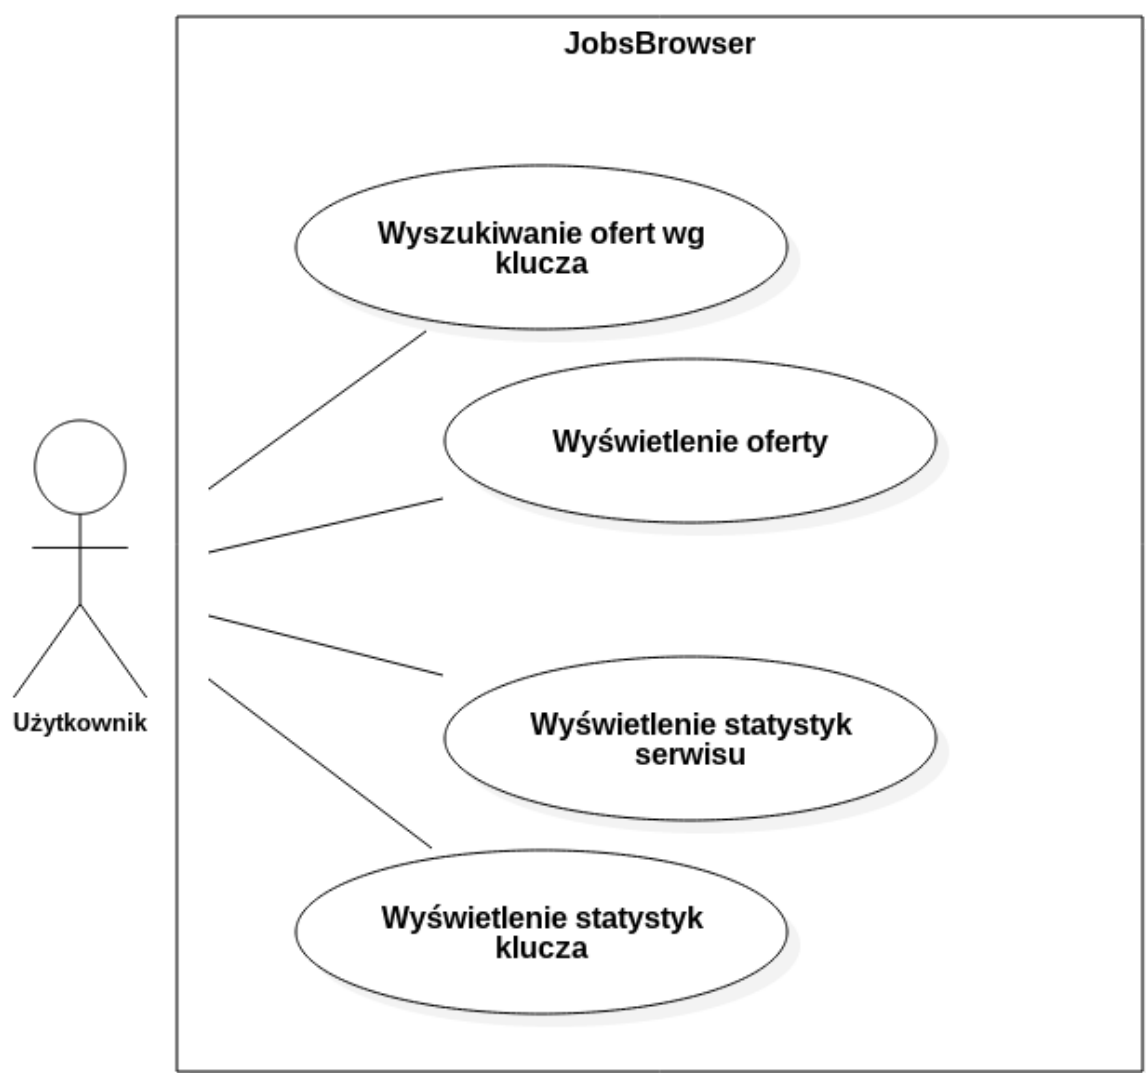 JobsBrowser
Wyszukiwanie ofert wg
klucza
Wyświetlenie oferty
Użytkownik
Wyświetlenie statystyk
serwisu
Wyświetlenie statystyk
klucza